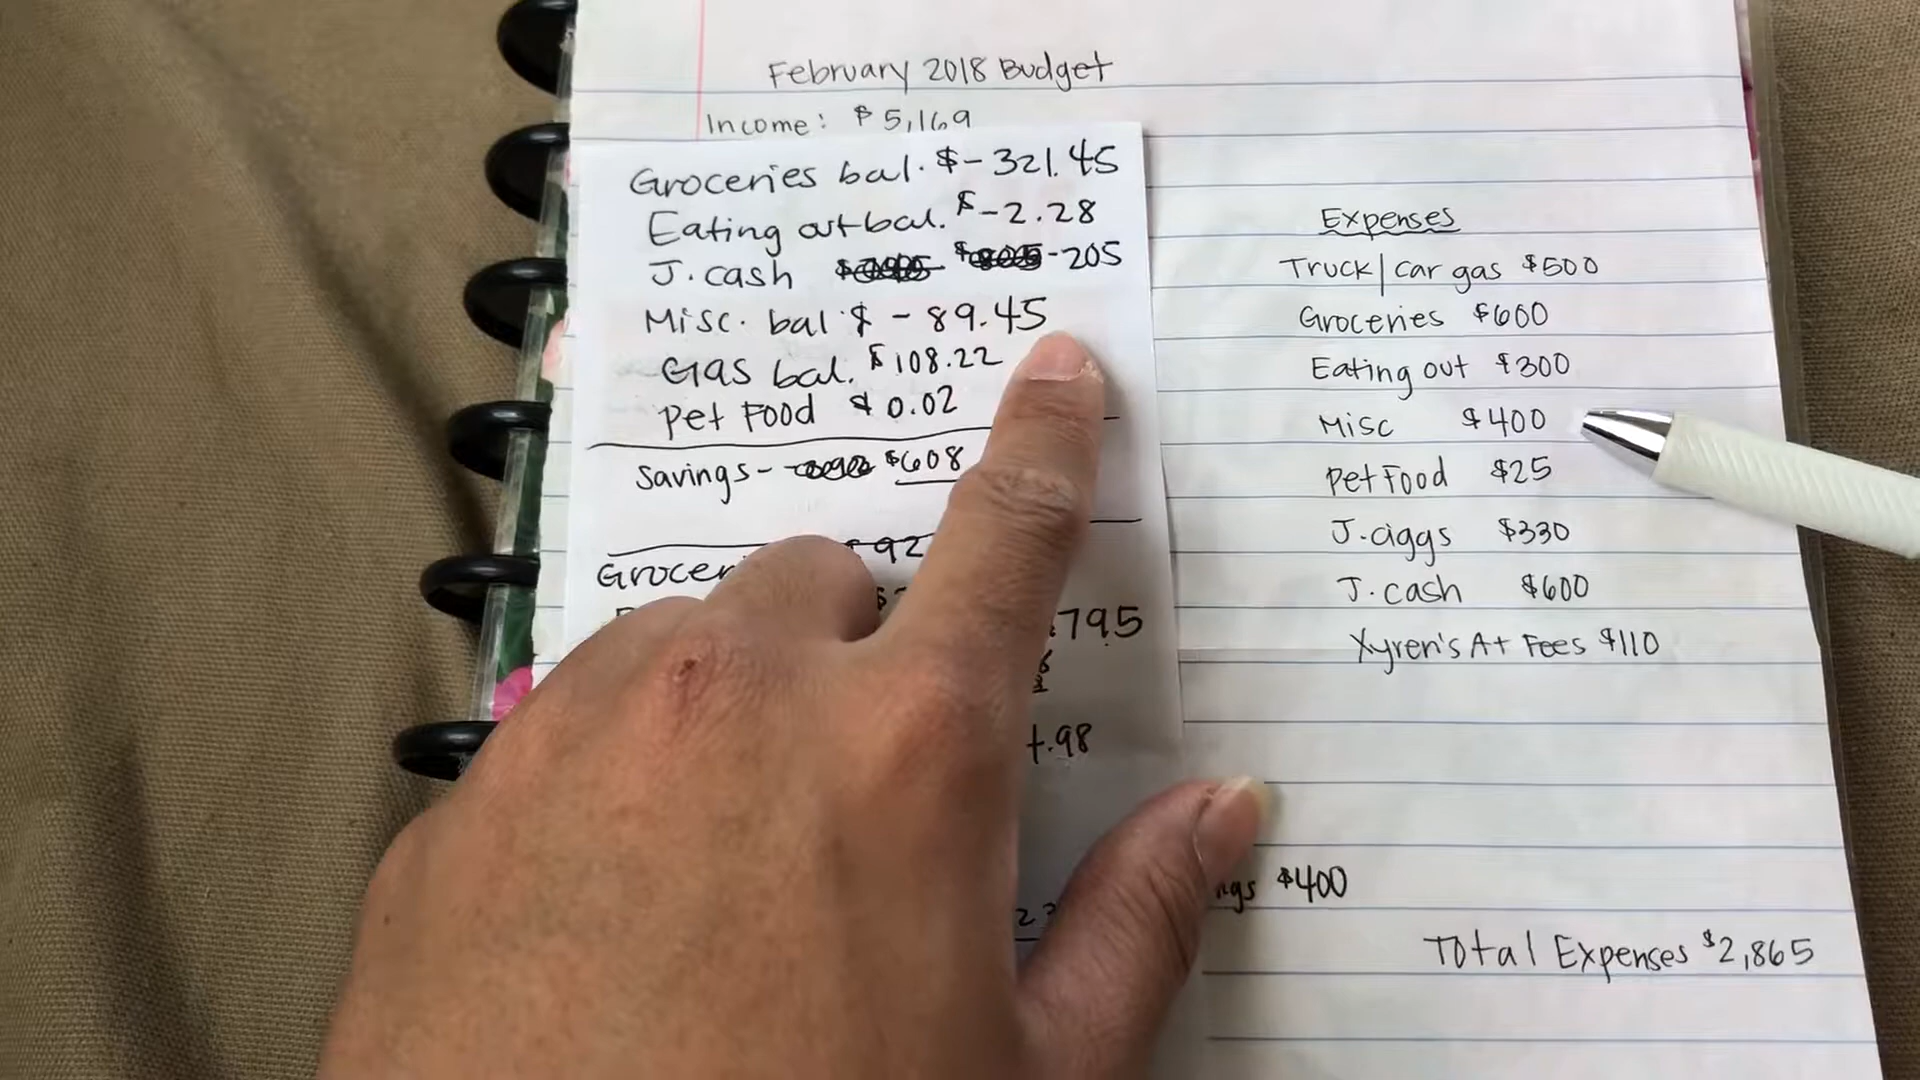 February 2018 Budget
Income: $5,169
Groceries bal. $-321.45
Eating out bal. $-2.28
J. cash -205
Misc. bal $ -89.45
Gas bal. $108.22
Pet Food $0.02
Savings- $608
92
795
.98
Expenses
Truck/car gas $500
Groceries $600
Eating out $300
Misc $400
Pet Food $25
J. ciggs $330
J. cash $600
Xyren's A+ Fees $110
$400
Total Expenses $2,865